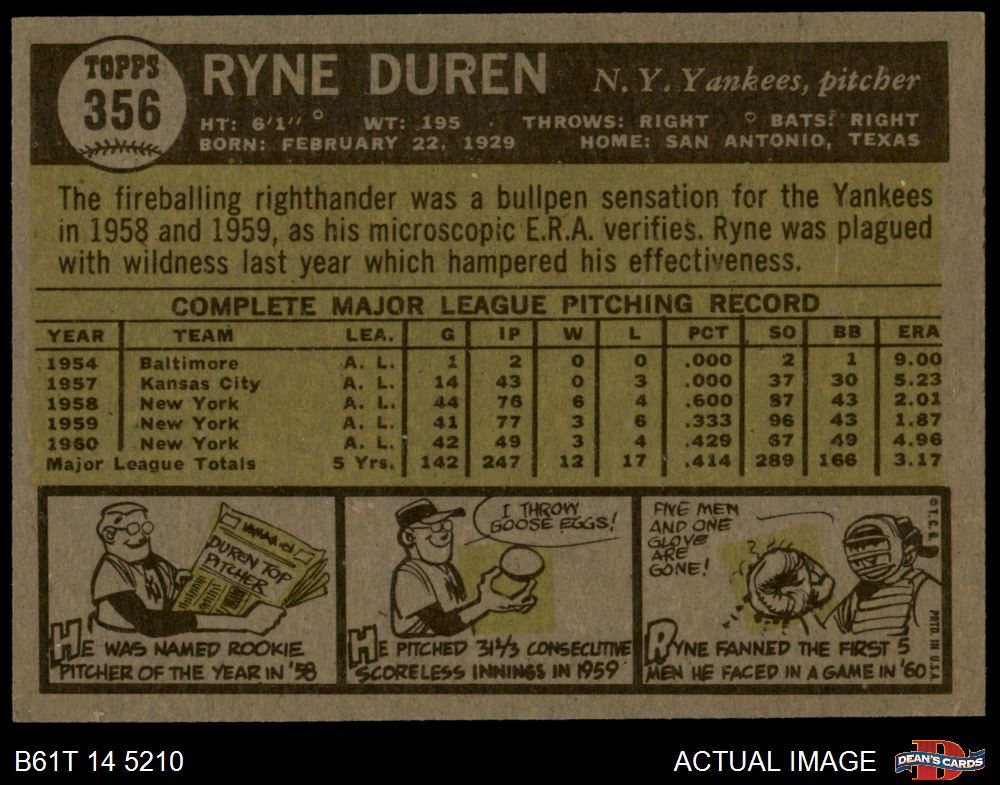 TOPPS
356
RYNE DUREN N. Y. Yankees, pitcher
HT: 6'1" WT: 195 THROWS: RIGHT BATS: RIGHT
BORN: FEBRUARY 22, 1929 HOME: SAN ANTONIO, TEXAS
The fireballing righthander was a bullpen sensation for the Yankees
in 1958 and 1959, as his microscopic E.R.A. verifies. Ryne was plagued
with wildness last year which hampered his effectiveness.
COMPLETE MAJOR LEAGUE PITCHING RECORD
YEAR TEAM LEA. G IP W L PCT SO BB ERA
1954 Baltimore A. L. 1 2 0 0 .000 2 1 9.00
1957 Kansas City A. L. 14 43 0 3 .000 37 30 5.23
1958 New York A. L. 44 76 6 4 .600 87 43 2.01
1959 New York A. L. 41 77 3 6 .333 96 43 1.87
1960 New York A. L. 42 49 3 4 .429 67 49 4.96
Major League Totals 5 Yrs. 142 247 12 17 .414 289 166 3.17
DUREN TOP
PITCHER
HE WAS NAMED ROOKIE
PITCHER OF THE YEAR IN '58
I THROW
GOOSE EGGS!
HE PITCHED 31⅓ CONSECUTIVE
SCORELESS INNINGS IN 1959
FIVE MEN
AND ONE
GLOVE
ARE
GONE!
RYNE FANNED THE FIRST 5
MEN HE FACED IN A GAME IN '60
© T.C.G.
PRTD. IN U.S.A.
B61T 14 5210
ACTUAL IMAGE
DEAN'S CARDS